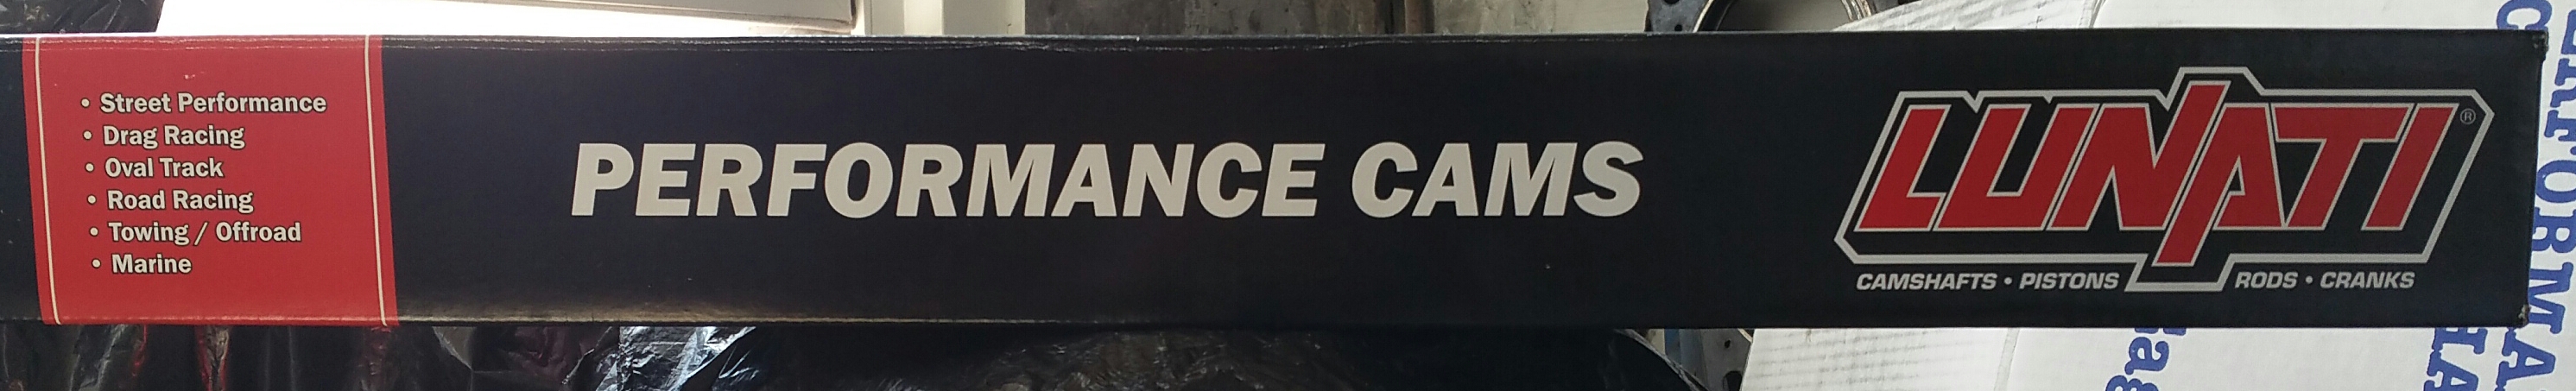 • Street Performance
• Drag Racing
• Oval Track
• Road Racing
• Towing / Offroad
• Marine
PERFORMANCE CAMS
LUNATI®
CAMSHAFTS • PISTONS RODS • CRANKS